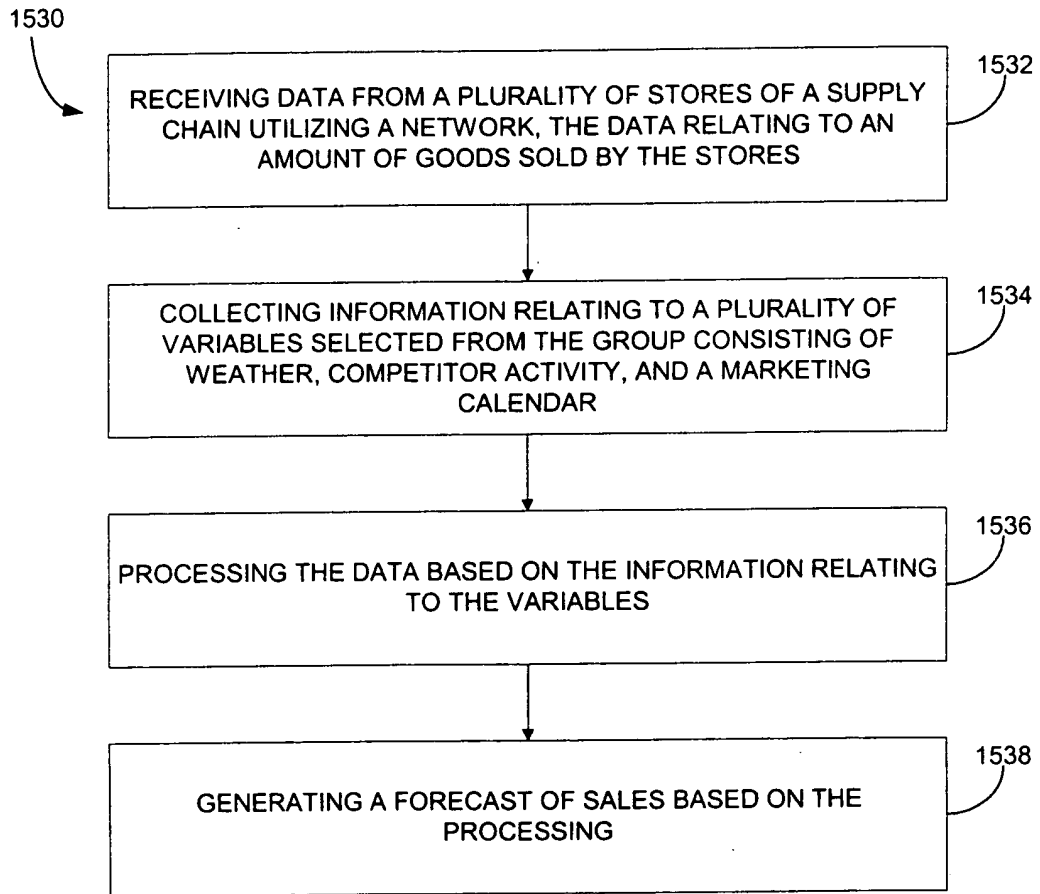 1530
1532
RECEIVING DATA FROM A PLURALITY OF STORES OF A SUPPLY
CHAIN UTILIZING A NETWORK, THE DATA RELATING TO AN
AMOUNT OF GOODS SOLD BY THE STORES
1534
COLLECTING INFORMATION RELATING TO A PLURALITY OF
VARIABLES SELECTED FROM THE GROUP CONSISTING OF
WEATHER, COMPETITOR ACTIVITY, AND A MARKETING
CALENDAR
1536
PROCESSING THE DATA BASED ON THE INFORMATION RELATING
TO THE VARIABLES
1538
GENERATING A FORECAST OF SALES BASED ON THE
PROCESSING